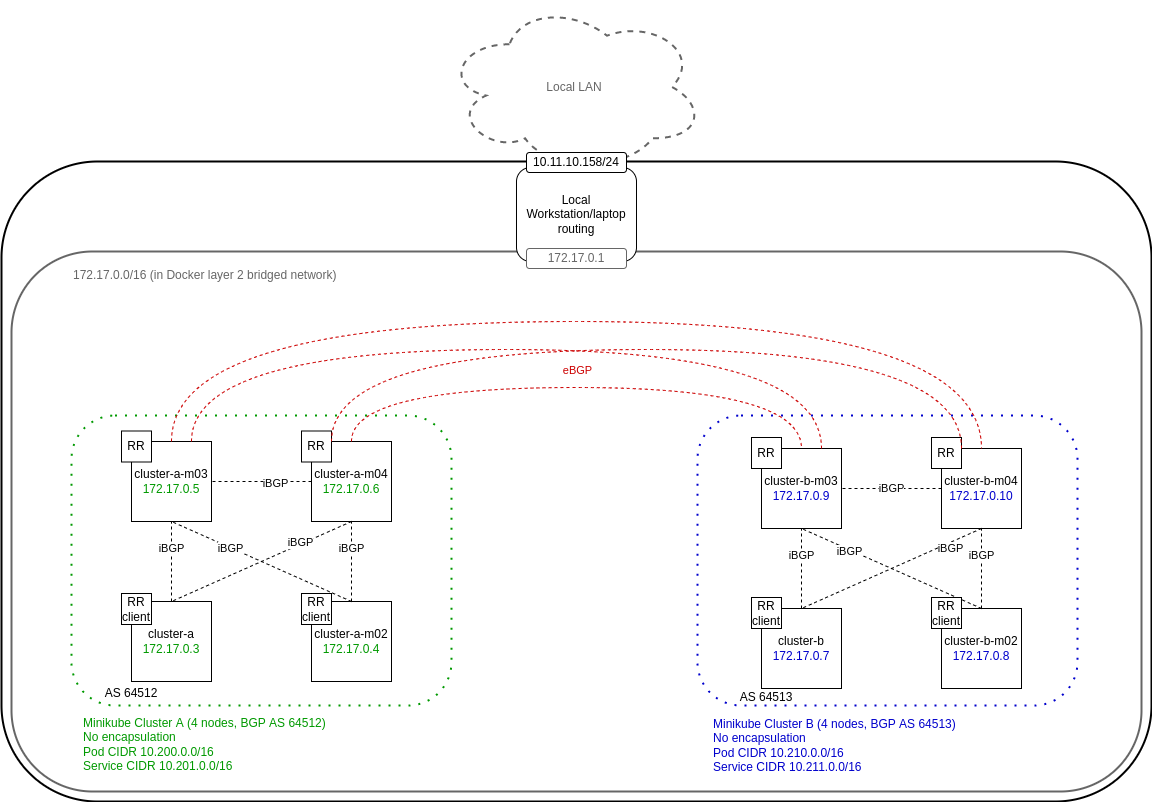 Local LAN
10.11.10.158/24
Local
Workstation/laptop
routing
172.17.0.1
172.17.0.0/16 (in Docker layer 2 bridged network)
eBGP
RR
cluster-a-m03
172.17.0.5
iBGP
RR
cluster-a-m04
172.17.0.6
iBGP
iBGP
iBGP
iBGP
RR
client
cluster-a
172.17.0.3
RR
client
cluster-a-m02
172.17.0.4
AS 64512
Minikube Cluster A (4 nodes, BGP AS 64512)
No encapsulation
Pod CIDR 10.200.0.0/16
Service CIDR 10.201.0.0/16
RR
cluster-b-m03
172.17.0.9
iBGP
RR
cluster-b-m04
172.17.0.10
iBGP
iBGP
iBGP
iBGP
RR
client
cluster-b
172.17.0.7
RR
client
cluster-b-m02
172.17.0.8
AS 64513
Minikube Cluster B (4 nodes, BGP AS 64513)
No encapsulation
Pod CIDR 10.210.0.0/16
Service CIDR 10.211.0.0/16